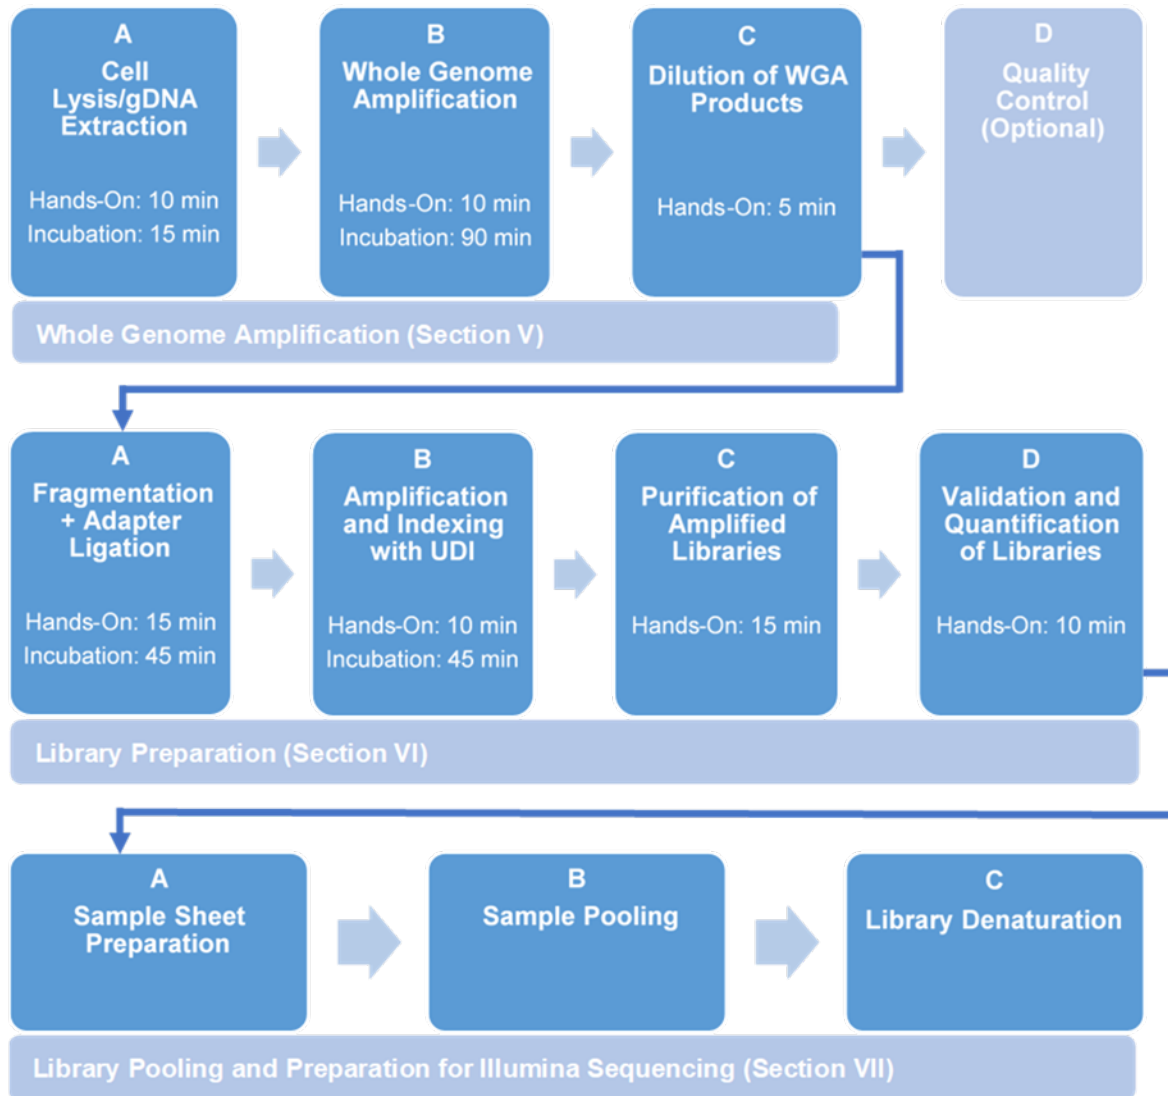 A
Cell
Lysis/gDNA
Extraction
Hands-On: 10 min
Incubation: 15 min
B
Whole Genome
Amplification
Hands-On: 10 min
Incubation: 90 min
C
Dilution of WGA
Products
Hands-On: 5 min
D
Quality
Control
(Optional)
Whole Genome Amplification (Section V)
A
Fragmentation
+ Adapter
Ligation
Hands-On: 15 min
Incubation: 45 min
B
Amplification
and Indexing
with UDI
Hands-On: 10 min
Incubation: 45 min
C
Purification of
Amplified
Libraries
Hands-On: 15 min
D
Validation and
Quantification
of Libraries
Hands-On: 10 min
Library Preparation (Section VI)
A
Sample Sheet
Preparation
B
Sample Pooling
C
Library Denaturation
Library Pooling and Preparation for Illumina Sequencing (Section VII)